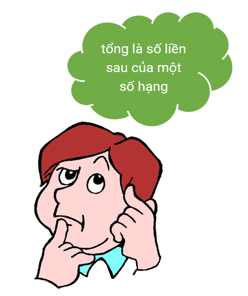 tổng là số liền
sau của một
số hạng